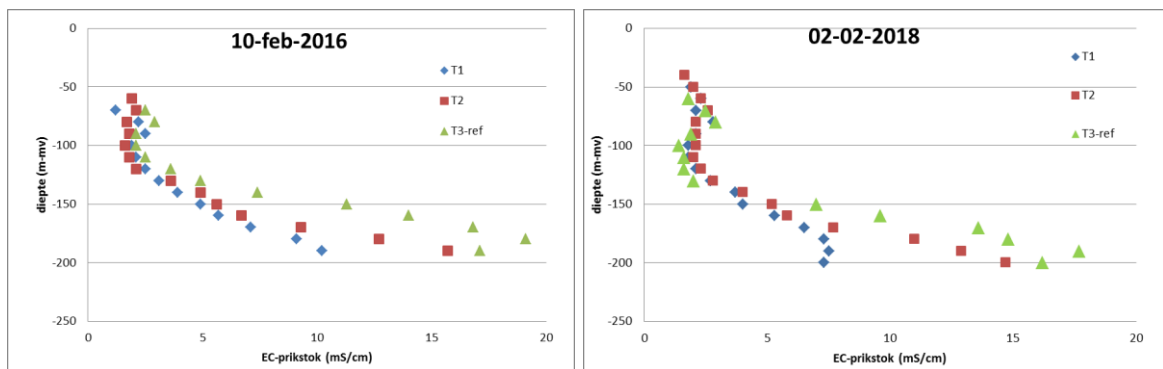 10-feb-2016
0
-50
-100
-150
-200
-250
diepte (m-mv)
T1
T2
T3-ref
0 5 10 15 20
EC-prikstok (mS/cm)
02-02-2018
0
-50
-100
-150
-200
-250
diepte (m-mv)
T1
T2
T3-ref
0 5 10 15 20
EC-prikstok (mS/cm)